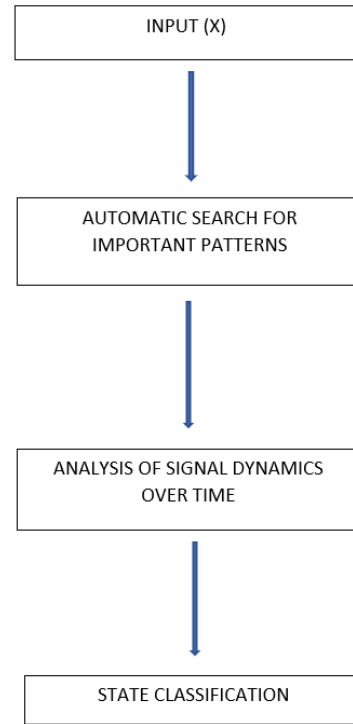 INPUT (X)
AUTOMATIC SEARCH FOR
IMPORTANT PATTERNS
ANALYSIS OF SIGNAL DYNAMICS
OVER TIME
STATE CLASSIFICATION